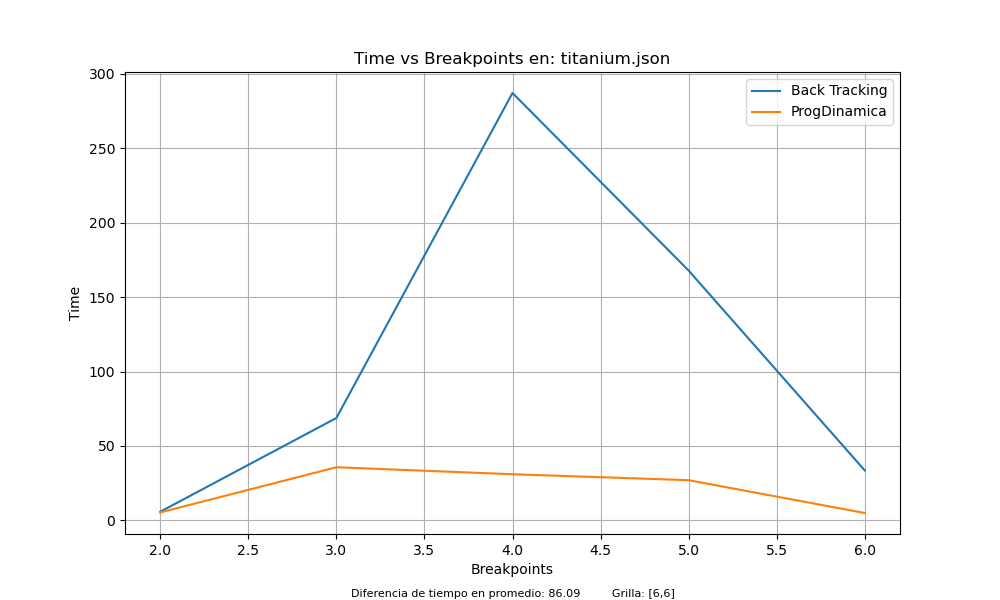 Time vs Breakpoints en: titanium.json
300
250
200
150
100
50
0
Time
Back Tracking
ProgDinamica
2.0 2.5 3.0 3.5 4.0 4.5 5.0 5.5 6.0
Breakpoints
Diferencia de tiempo en promedio: 86.09 Grilla: [6,6]